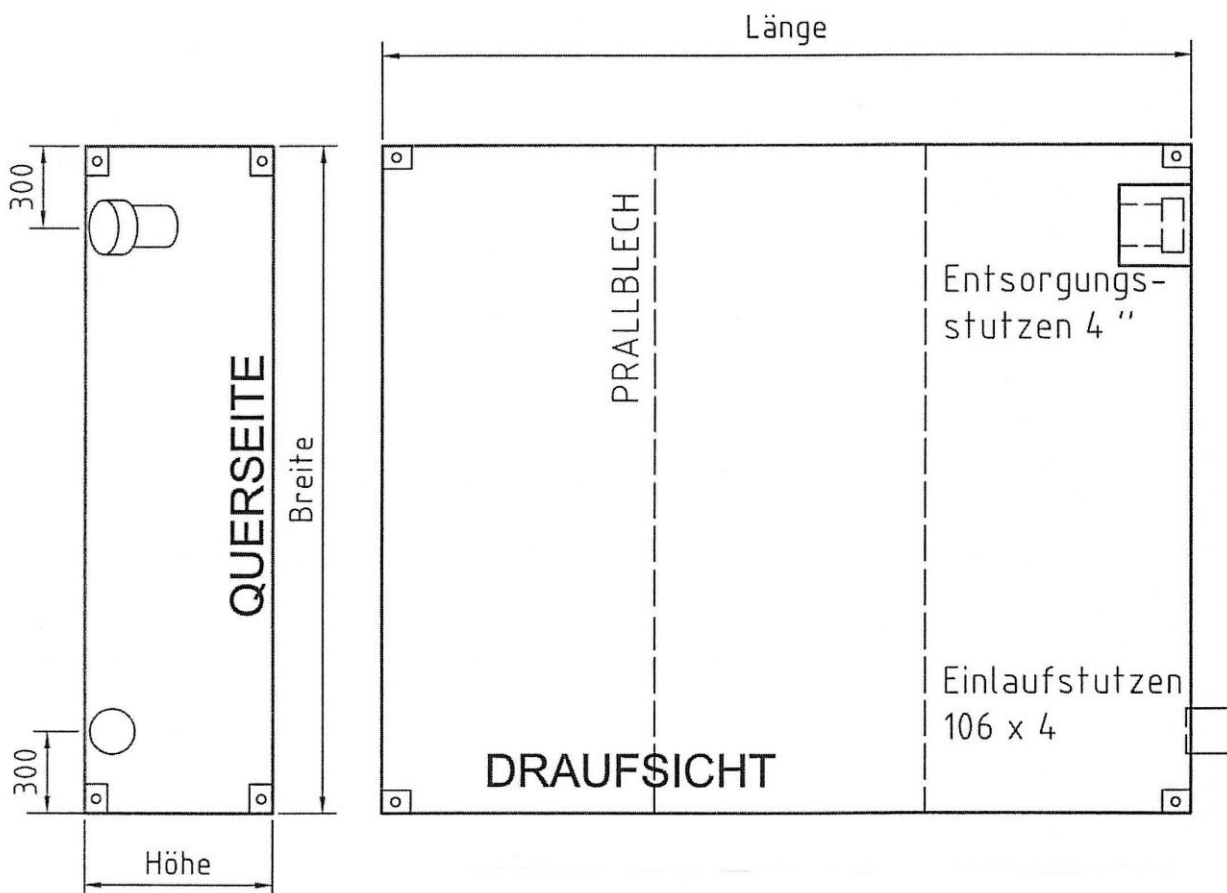 Länge
300
PRALLBLECH
Entsorgungs-
stutzen 4 "
QUERSEITE
Breite
Einlaufstutzen
106 x 4
300
DRAUFSICHT
Höhe